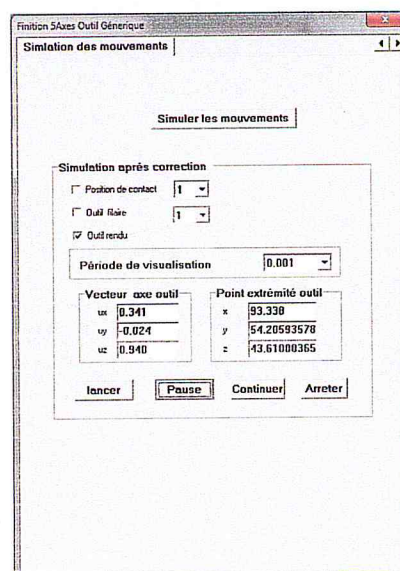 Finition 5Axes Outil Générique
Simlation des mouvements
Simuler les mouvements
Simulation aprés correction
Position de contact 1
Outil filaire 1
Outil rendu
Période de visualisation 0.001
Vecteur axe outil
Point extrémité outil
ux 0.341
x 93.338
uy -0.024
y 54.20593578
uz 0.940
z 43.61000365
lancer Pause Continuer Arreter